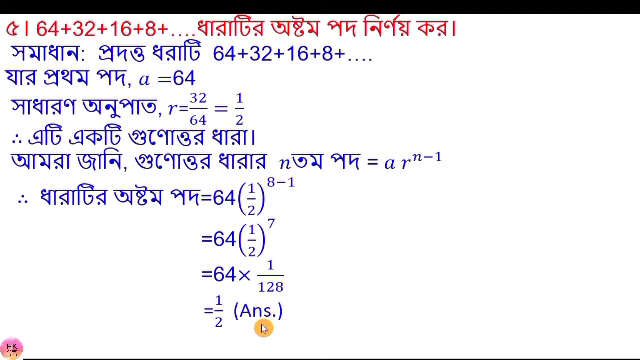 ৫। 64+32+16+8+....ধারাটির অষ্টম পদ নির্ণয় কর।
সমাধান: প্রদত্ত ধরাটি 64+32+16+8+....
যার প্রথম পদ, a =64
সাধারণ অনুপাত, r=32/64 = 1/2
∴ এটি একটি গুণোত্তর ধারা।
আমরা জানি, গুণোত্তর ধারার n তম পদ = a r^(n−1)
∴ ধারাটির অষ্টম পদ =64(1/2)^(8−1)
=64(1/2)^7
=64× 1/128
=1/2 (Ans.)